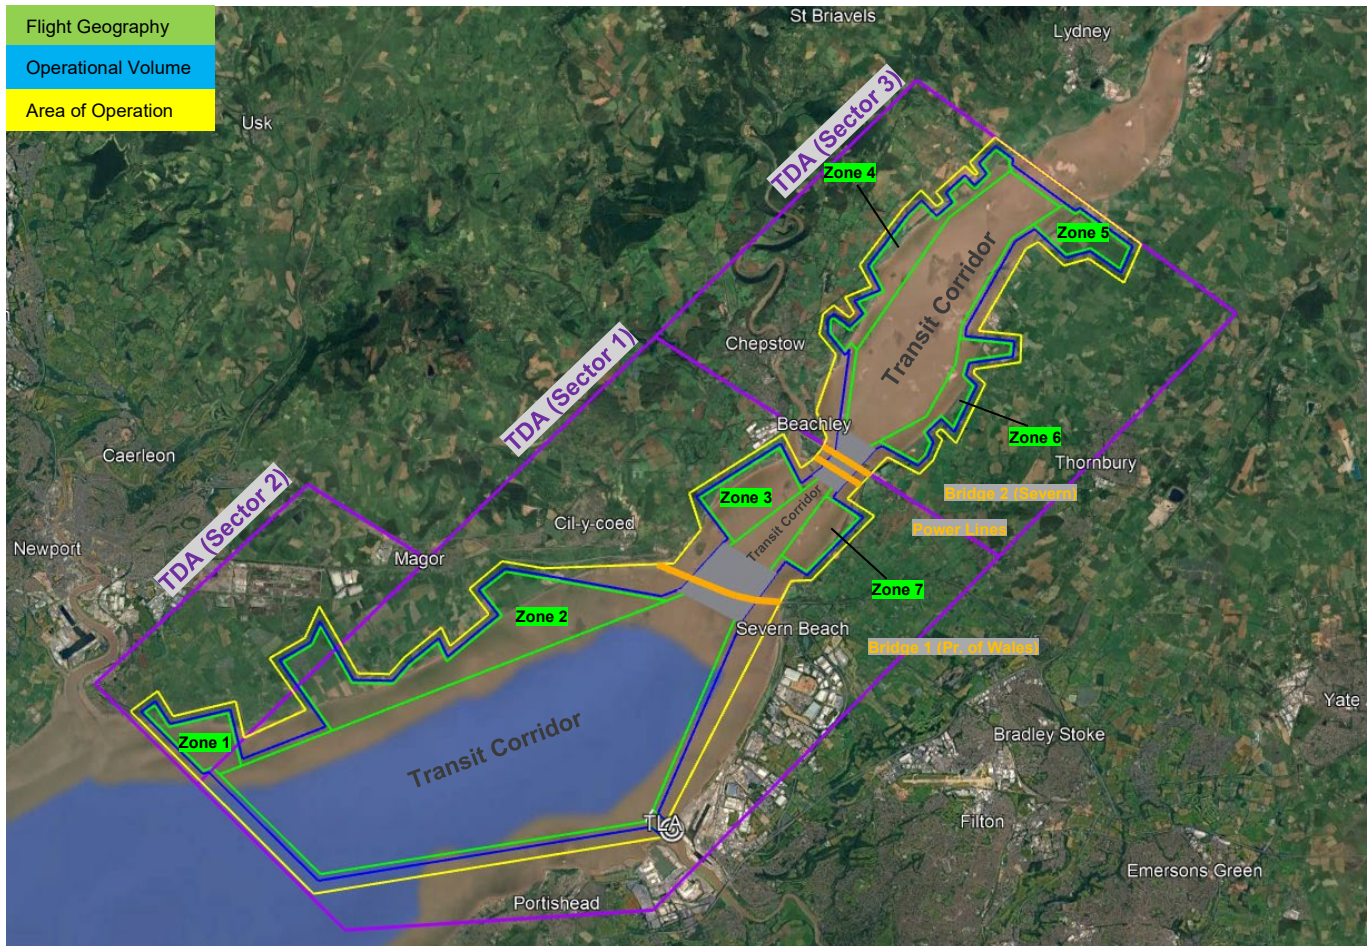 Flight Geography
Operational Volume
Area of Operation
St Briavels
Lydney
Usk
TDA (Sector 3)
Zone 4
Zone 5
Transit Corridor
Chepstow
TDA (Sector 1)
Beachley
Zone 6
Thornbury
Caerleon
TDA (Sector 2)
Zone 3
Bridge 2 (Severn)
Cil-y-coed
Transit Corridor
Power Lines
Newport
Magor
Zone 7
Zone 2
Severn Beach
Bridge 1 (Pr. of Wales)
Yate
Zone 1
Transit Corridor
Bradley Stoke
TLA
Filton
Emersons Green
Portishead